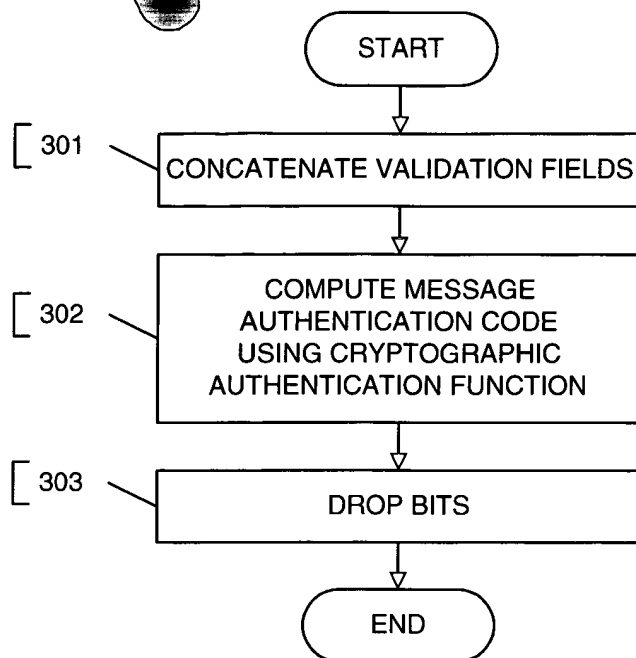 START
301
CONCATENATE VALIDATION FIELDS
302
COMPUTE MESSAGE
AUTHENTICATION CODE
USING CRYPTOGRAPHIC
AUTHENTICATION FUNCTION
303
DROP BITS
END